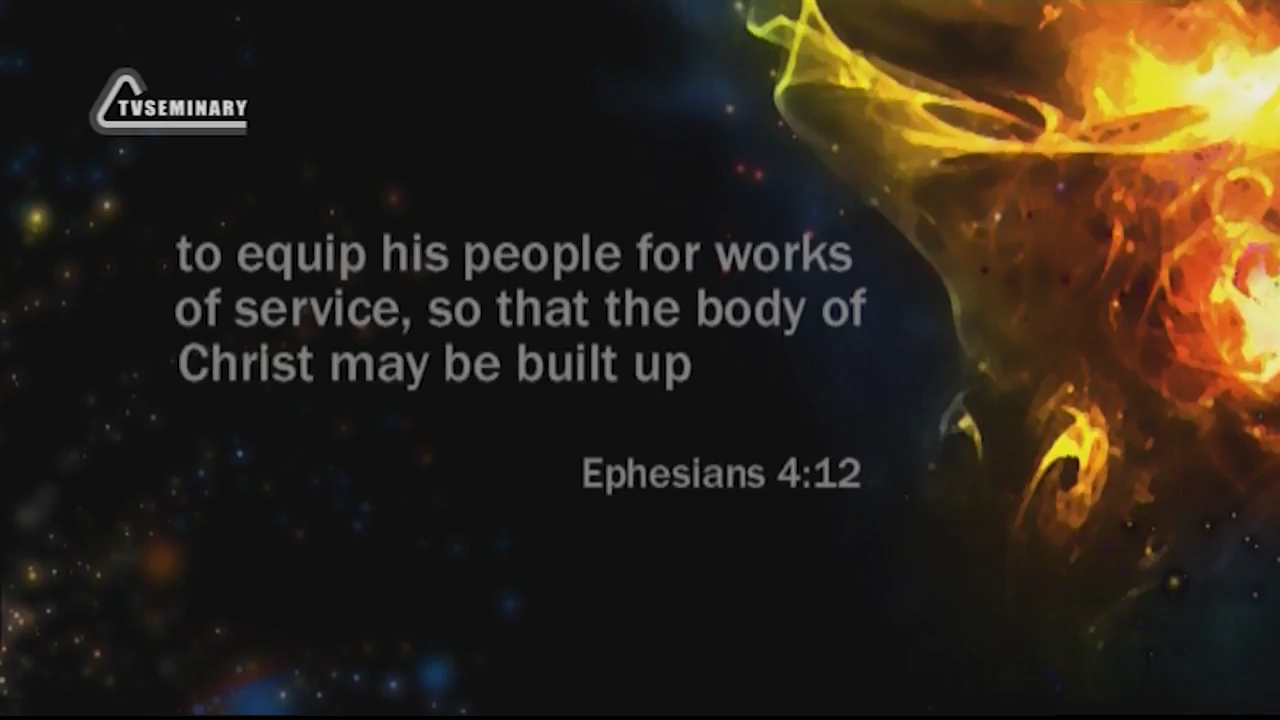 TVSEMINARY
to equip his people for works
of service, so that the body of
Christ may be built up
Ephesians 4:12